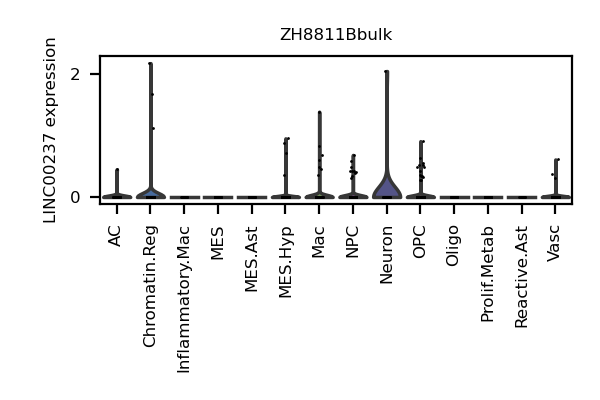 ZH8811Bbulk
LINC00237 expression
2
0
AC
Chromatin.Reg
Inflammatory.Mac
MES
MES.Ast
MES.Hyp
Mac
NPC
Neuron
OPC
Oligo
Prolif.Metab
Reactive.Ast
Vasc